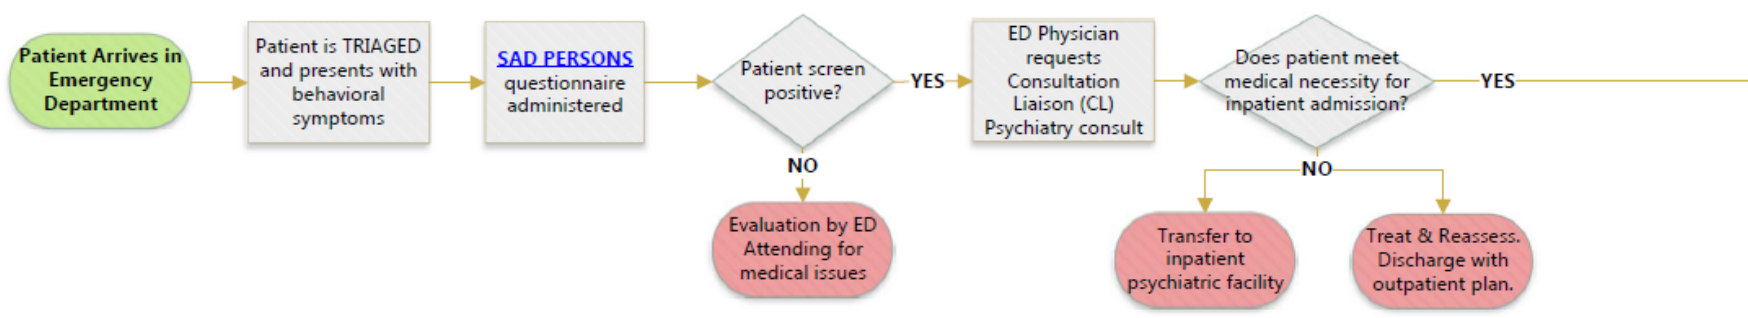 Patient Arrives in
Emergency
Department
Patient is TRIAGED
and presents with
behavioral
symptoms
SAD PERSONS
questionnaire
administered
Patient screen
positive?
YES
NO
Evaluation by ED
Attending for
medical issues
ED Physician
requests
Consultation
Liaison (CL)
Psychiatry consult
Does patient meet
medical necessity for
inpatient admission?
YES
NO
Transfer to
inpatient
psychiatric facility
Treat & Reassess.
Discharge with
outpatient plan.